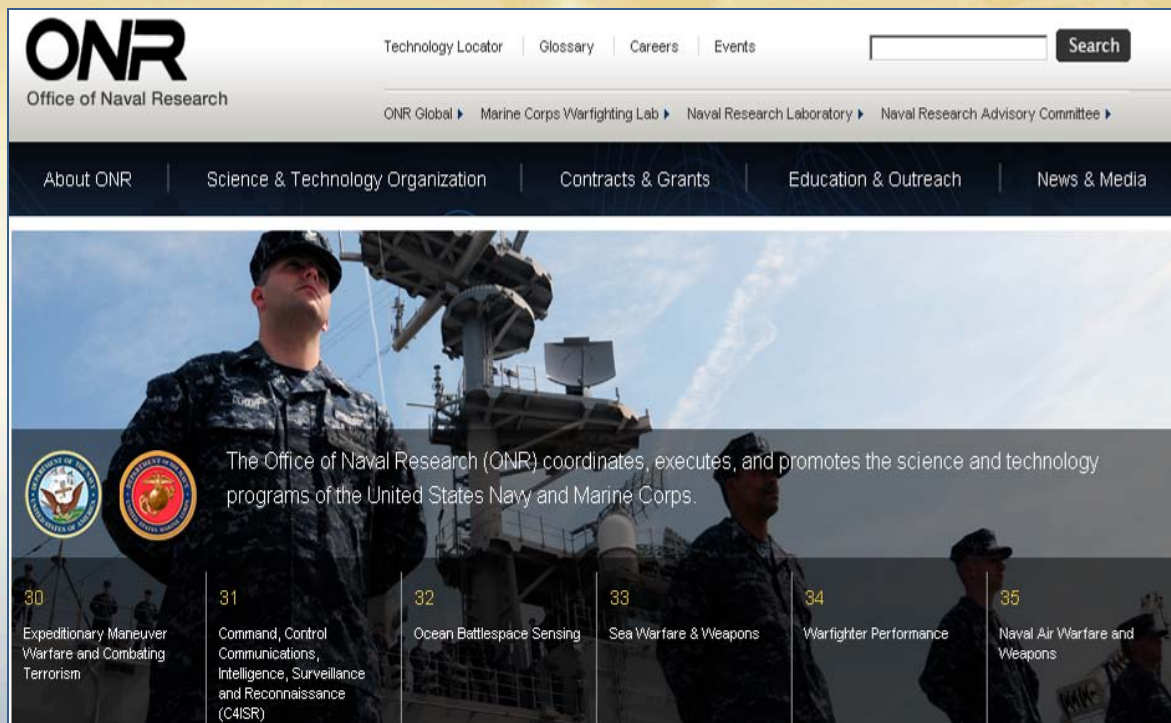 ONR
Office of Naval Research
Technology Locator
Glossary
Careers
Events
Search
ONR Global
Marine Corps Warfighting Lab
Naval Research Laboratory
Naval Research Advisory Committee
About ONR
Science & Technology Organization
Contracts & Grants
Education & Outreach
News & Media
The Office of Naval Research (ONR) coordinates, executes, and promotes the science and technology
programs of the United States Navy and Marine Corps.
30
Expeditionary Maneuver
Warfare and Combating
Terrorism
31
Command, Control
Communications,
Intelligence, Surveillance
and Reconnaissance
(C4ISR)
32
Ocean Battlespace Sensing
33
Sea Warfare & Weapons
34
Warfighter Performance
35
Naval Air Warfare and
Weapons